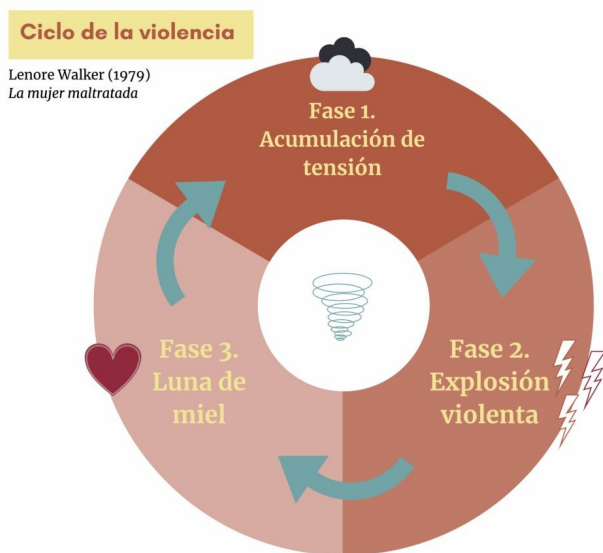 Ciclo de la violencia
Lenore Walker (1979)
La mujer maltratada
Fase 1.
Acumulación de
tensión
Fase 2.
Explosión
violenta
Fase 3.
Luna de
miel